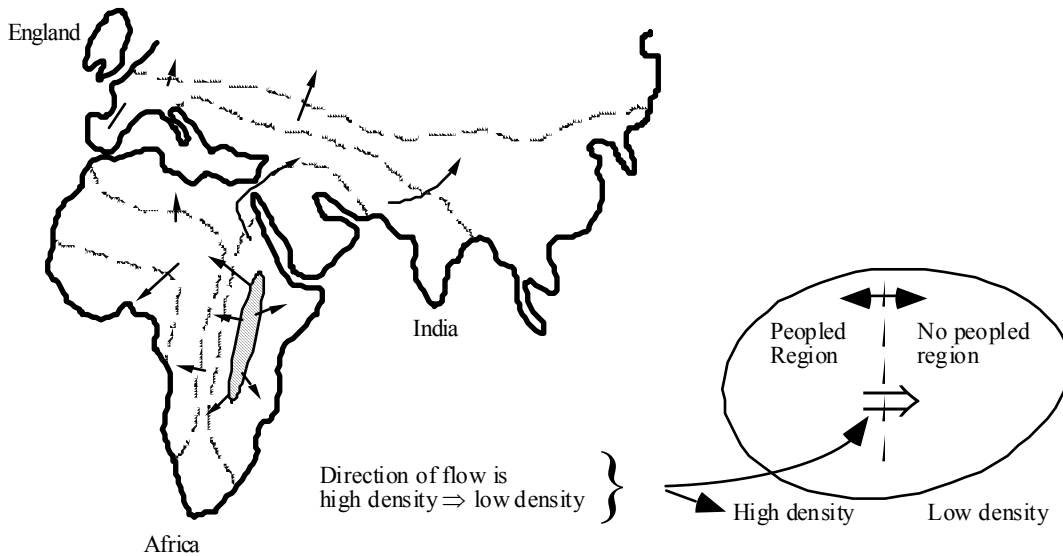 England
India
Africa
Peopled
Region
No peopled
region
Direction of flow is
high density ⇒ low density
High density
Low density